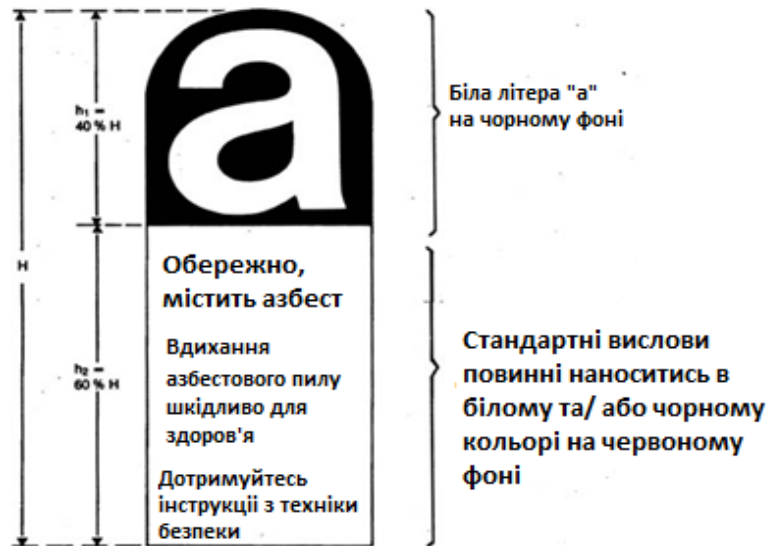 a
Біла літера "а"
на чорному фоні
h₁ =
40 % H
H
Обережно,
містить азбест
Вдихання
азбестового пилу
шкідливо для
здоров'я
Дотримуйтесь
інструкціі з техніки
безпеки
h₂ =
60 % H
Стандартні вислови
повинні наноситись в
білому та/ або чорному
кольорі на червоному
фоні